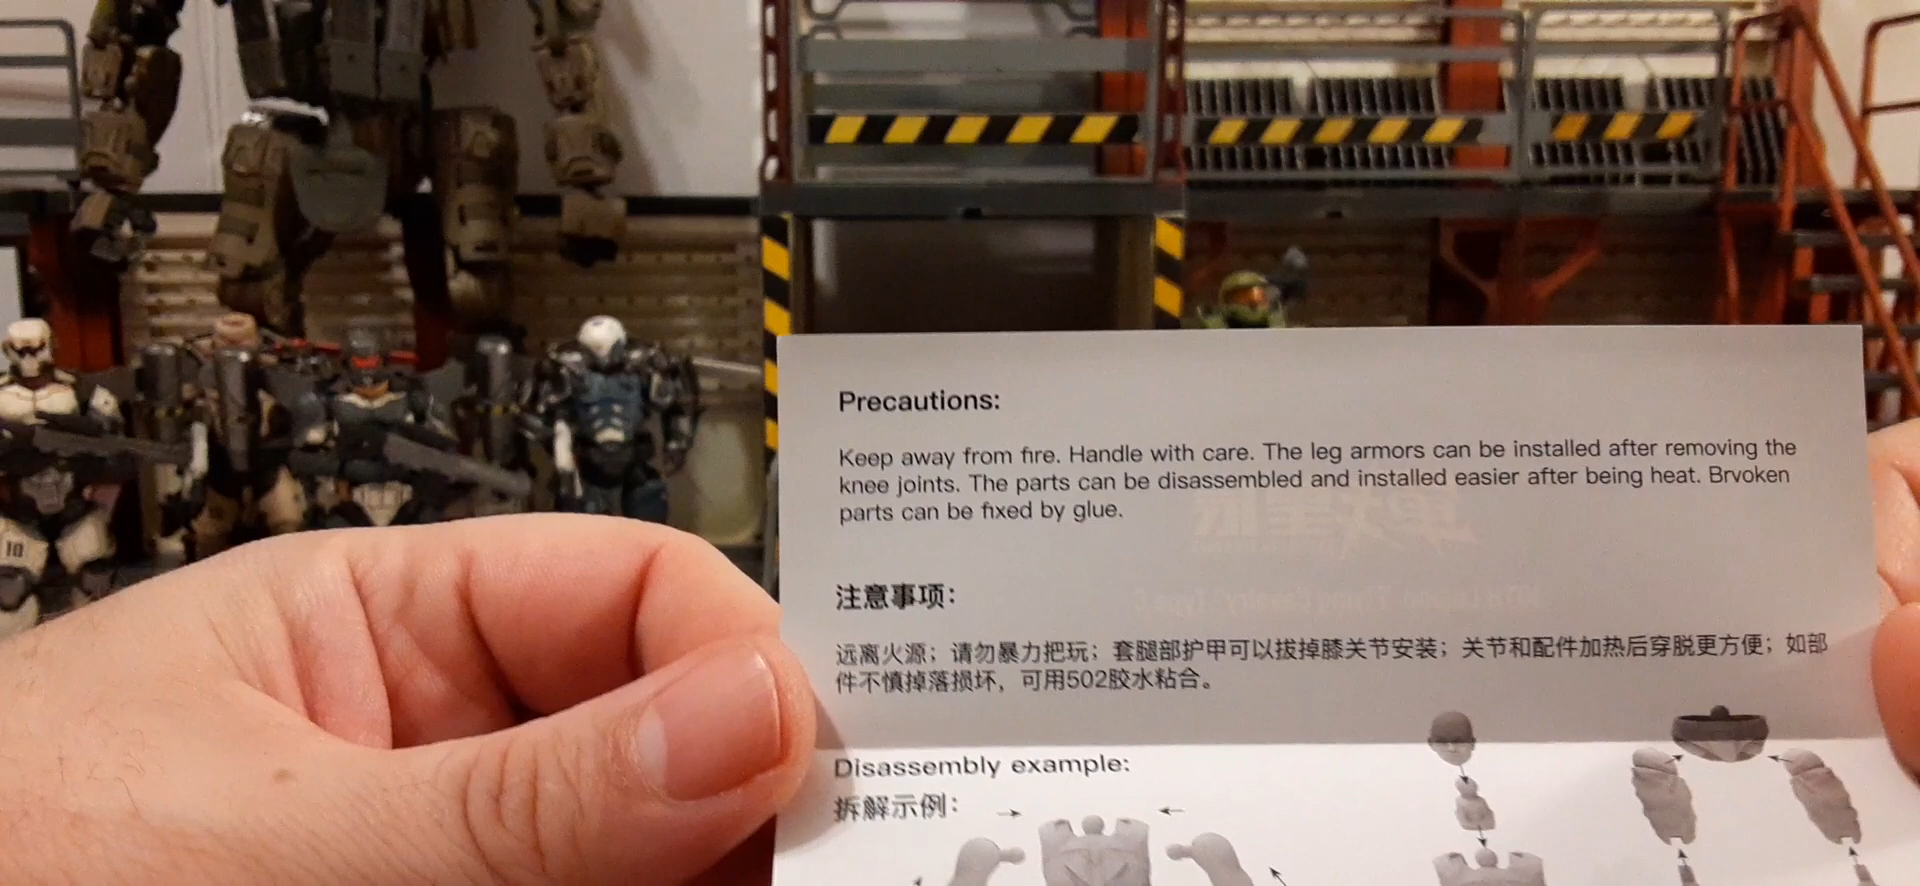 Precautions:
Keep away from fire. Handle with care. The leg armors can be installed after removing the
knee joints. The parts can be disassembled and installed easier after being heat. Brvoken
parts can be fixed by glue.
注意事项：
远离火源；请勿暴力把玩；套腿部护甲可以拔掉膝关节安装；关节和配件加热后穿脱更方便；如部
件不慎掉落损坏，可用502胶水粘合。
Disassembly example:
拆解示例：
10